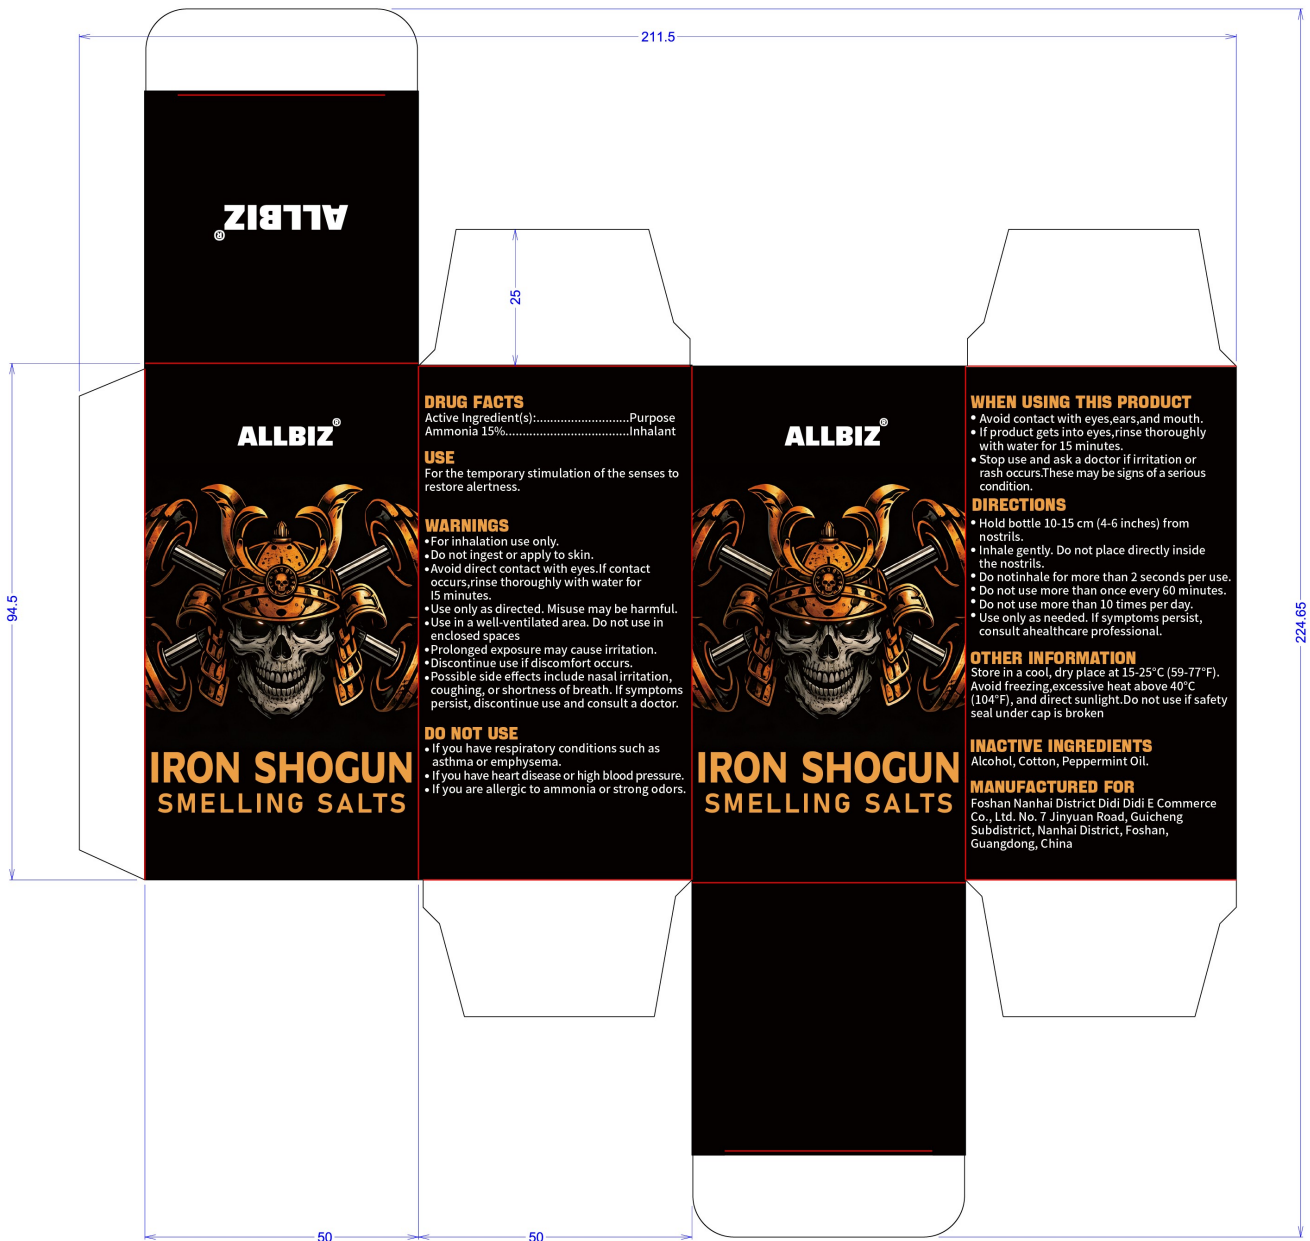 211.5
ALLBIZ®
25
94.5
224.65
ALLBIZ®
IRON SHOGUN
SMELLING SALTS
DRUG FACTS
Active Ingredient(s):...........................Purpose
Ammonia 15%....................................Inhalant
USE
For the temporary stimulation of the senses to
restore alertness.
WARNINGS
•For inhalation use only.
•Do not ingest or apply to skin.
•Avoid direct contact with eyes.If contact
occurs,rinse thoroughly with water for
l5 minutes.
•Use only as directed. Misuse may be harmful.
•Use in a well-ventilated area. Do not use in
enclosed spaces
•Prolonged exposure may cause irritation.
•Discontinue use if discomfort occurs.
•Possible side effects include nasal irritation,
coughing, or shortness of breath. If symptoms
persist, discontinue use and consult a doctor.
DO NOT USE
• If you have respiratory conditions such as
asthma or emphysema.
• If you have heart disease or high blood pressure.
• If you are allergic to ammonia or strong odors.
ALLBIZ®
IRON SHOGUN
SMELLING SALTS
WHEN USING THIS PRODUCT
• Avoid contact with eyes,ears,and mouth.
• If product gets into eyes,rinse thoroughly
with water for 15 minutes.
• Stop use and ask a doctor if irritation or
rash occurs.These may be signs of a serious
condition.
DIRECTIONS
• Hold bottle 10-15 cm (4-6 inches) from
nostrils.
• Inhale gently. Do not place directly inside
the nostrils.
• Do notinhale for more than 2 seconds per use.
• Do not use more than once every 60 minutes.
• Do not use more than 10 times per day.
• Use only as needed. If symptoms persist,
consult ahealthcare professional.
OTHER INFORMATION
Store in a cool, dry place at 15-25°C (59-77°F).
Avoid freezing,excessive heat above 40°C
(104°F), and direct sunlight.Do not use if safety
seal under cap is broken
INACTIVE INGREDIENTS
Alcohol, Cotton, Peppermint Oil.
MANUFACTURED FOR
Foshan Nanhai District Didi Didi E Commerce
Co., Ltd. No. 7 Jinyuan Road, Guicheng
Subdistrict, Nanhai District, Foshan,
Guangdong, China
50
50